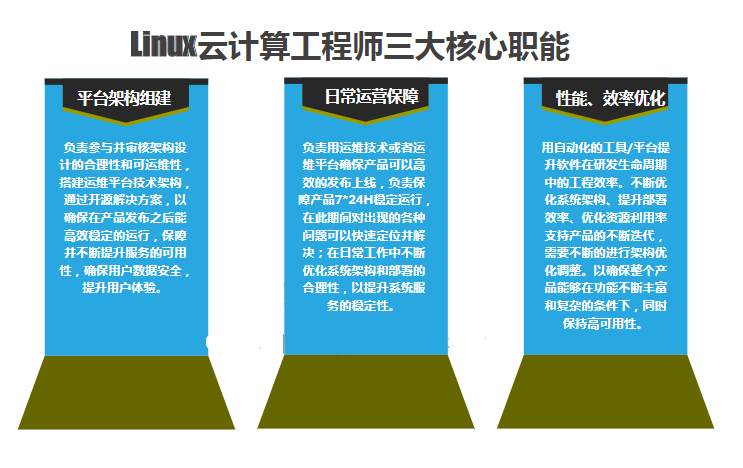 Linux云计算工程师三大核心职能
平台架构组建
负责参与并审核架构设
计的合理性和可运维性，
搭建运维平台技术架构，
通过开源解决方案，以
确保在产品发布之后能
高效稳定的运行，保障
并不断提升服务的可用
性，确保用户数据安全，
提升用户体验。
日常运营保障
负责用运维技术或者运
维平台确保产品可以高
效的发布上线，负责保
障产品7*24H稳定运行，
在此期间对出现的各种
问题可以快速定位并解
决；在日常工作中不断
优化系统架构和部署的
合理性，以提升系统服
务的稳定性。
性能、效率优化
用自动化的工具/平台提
升软件在研发生命周期
中的工程效率。不断优
化系统架构、提升部署
效率、优化资源利用率
支持产品的不断迭代，
需要不断的进行架构优
化调整。以确保整个产
品能够在功能不断丰富
和复杂的条件下，同时
保持高可用性。